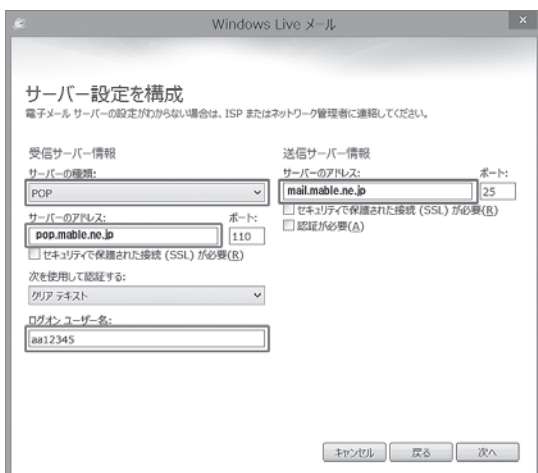 Windows Live メール
サーバー設定を構成
電子メール サーバーの設定がわからない場合は、ISP またはネットワーク管理者に連絡してください。
受信サーバー情報
サーバーの種類:
POP
サーバーのアドレス: ポート:
pop.mable.ne.jp 110
セキュリティで保護された接続 (SSL) が必要(R)
次を使用して認証する:
クリア テキスト
ログオン ユーザー名:
aa12345
送信サーバー情報
サーバーのアドレス: ポート:
mail.mable.ne.jp 25
セキュリティで保護された接続 (SSL) が必要(R)
認証が必要(A)
キャンセル 戻る 次へ